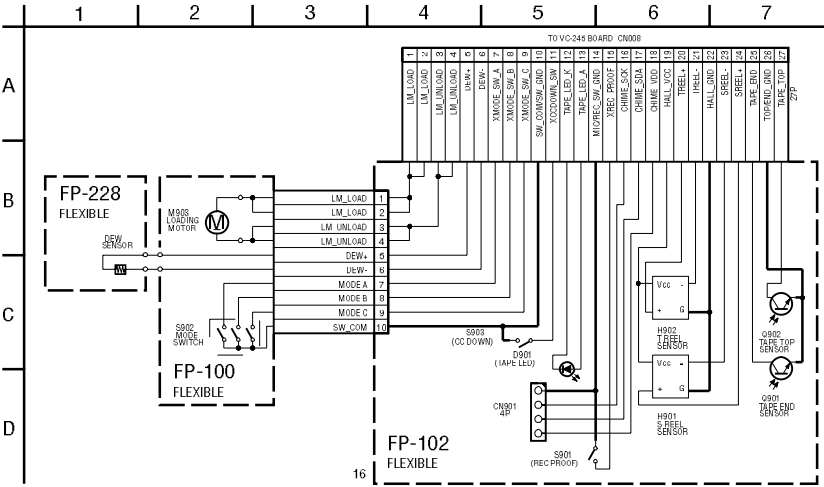 1 2 3 4 5 6 7
TO VC-245 BOARD CN008
A
1 LM_LOAD
2 LM_LOAD
3 LM_UNLOAD
4 LM_UNLOAD
5 DEW+
6 DEW-
7 XMODE_SW_A
8 XMODE_SW_B
9 XMODE_SW_C
10 SW_COM/SW_GND
11 XCCDOWN_SW
12 TAPE_LED_K
13 TAPE_LED_A
14 MIC/REC_SW_GND
15 XREC PROOF
16 CHIME_SCK
17 CHIME_SDA
18 CHIME VDD
19 HALL_VCC
20 TREEL+
21 TREEL-
22 HALL_GND
23 SREEL-
24 SREEL+
25 TAPE_END
26 TOP/END_GND
27 TAPE_TOP
27P
B
FP-228
FLEXIBLE
DEW
SENSOR
M903
LOADING
MOTOR
M
LM_LOAD 1
LM_LOAD 2
LM UNLOAD 3
LM_UNLOAD 4
DEW+ 5
DEW- 6
MODE A 7
MODE B 8
MODE C 9
SW_COM 10
C
S902
MODE
SWITCH
FP-100
FLEXIBLE
S903
(CC DOWN)
D901
(TAPE LED)
Vcc -
+ G
H902
T REEL
SENSOR
Vcc -
+ G
H901
S REEL
SENSOR
Q902
TAPE TOP
SENSOR
Q901
TAPE END
SENSOR
D
CN901
4P
S901
(REC PROOF)
FP-102
FLEXIBLE
16